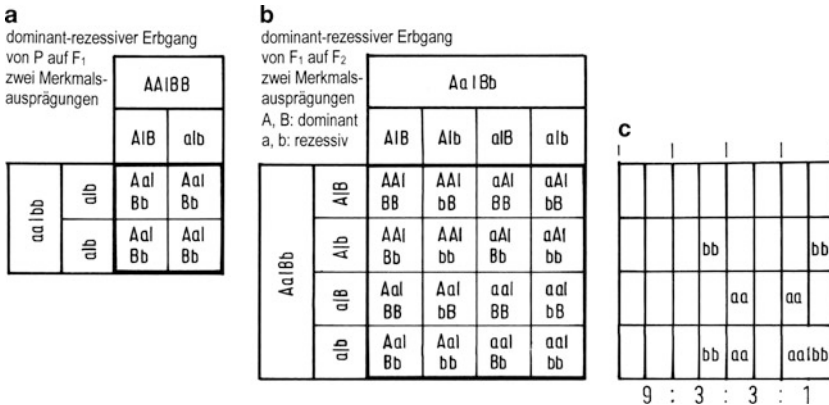 a
dominant-rezessiver Erbgang
von P auf F₁
zwei Merkmals-
ausprägungen
AA|BB
A|B a|b
aa|bb
a|b
Aa| Aa|
Bb Bb
a|b
Aa| Aa|
Bb Bb
b
dominant-rezessiver Erbgang
von F₁ auf F₂
zwei Merkmals-
ausprägungen
A, B: dominant
a, b: rezessiv
Aa|Bb
A|B A|b a|B a|b
Aa|Bb
A|B
AA| AA| aA| aA|
BB bB BB bB
A|b
AA| AA| aA| aA|
Bb bb Bb bb
a|B
Aa| Aa| aa| aa|
BB bB BB bB
a|b
Aa| Aa| aa| aa|
Bb bb Bb bb
c
bb bb
aa aa
bb aa aa|bb
9 : 3 : 3 : 1